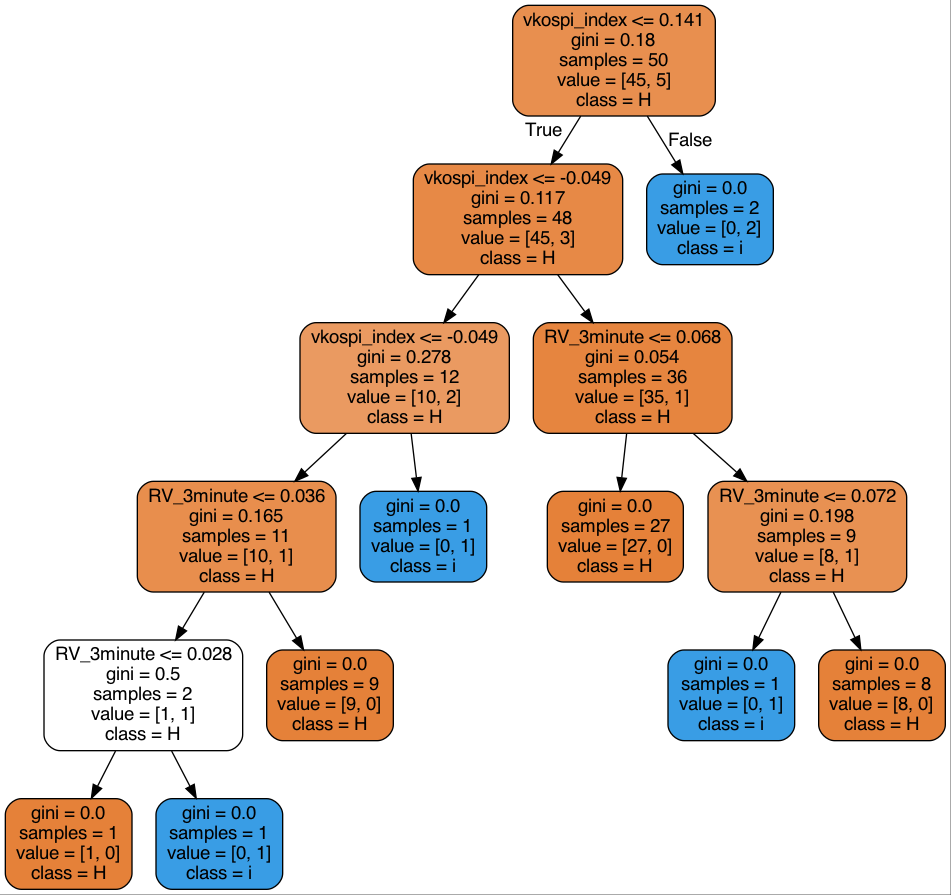 vkospi_index <= 0.141
gini = 0.18
samples = 50
value = [45, 5]
class = H
True
False
vkospi_index <= -0.049
gini = 0.117
samples = 48
value = [45, 3]
class = H
gini = 0.0
samples = 2
value = [0, 2]
class = i
vkospi_index <= -0.049
gini = 0.278
samples = 12
value = [10, 2]
class = H
RV_3minute <= 0.068
gini = 0.054
samples = 36
value = [35, 1]
class = H
RV_3minute <= 0.036
gini = 0.165
samples = 11
value = [10, 1]
class = H
gini = 0.0
samples = 1
value = [0, 1]
class = i
gini = 0.0
samples = 27
value = [27, 0]
class = H
RV_3minute <= 0.072
gini = 0.198
samples = 9
value = [8, 1]
class = H
RV_3minute <= 0.028
gini = 0.5
samples = 2
value = [1, 1]
class = H
gini = 0.0
samples = 9
value = [9, 0]
class = H
gini = 0.0
samples = 1
value = [0, 1]
class = i
gini = 0.0
samples = 8
value = [8, 0]
class = H
gini = 0.0
samples = 1
value = [1, 0]
class = H
gini = 0.0
samples = 1
value = [0, 1]
class = i